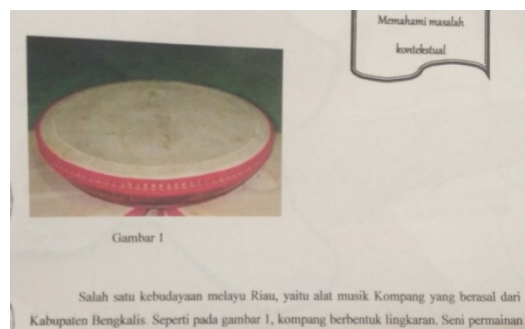 Memahami masalah
kontekstual
Gambar 1
Salah satu kebudayaan melayu Riau, yaitu alat musik Kompang yang berasal dari
Kabupaten Bengkalis. Seperti pada gambar 1, kompang berbentuk lingkaran. Seni permainan